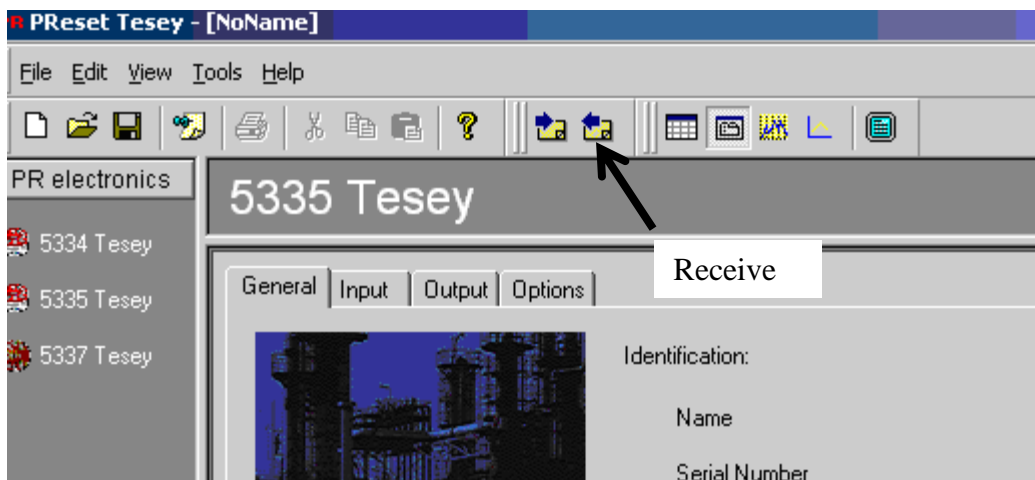 PReset Tesey - [NoName]
File Edit View Tools Help
PR electronics
5334 Tesey
5335 Tesey
5337 Tesey
5335 Tesey
Receive
General Input Output Options
Identification:
Name
Serial Number